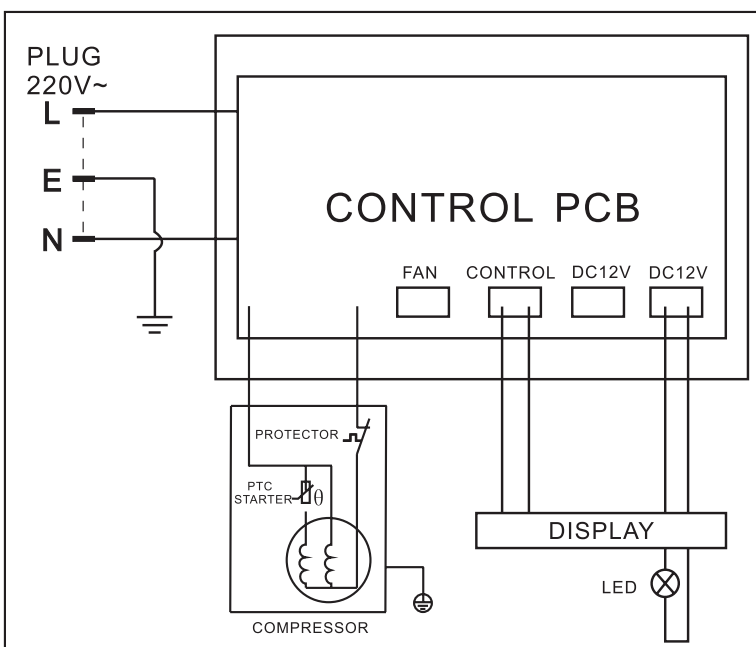 PLUG
220V~
L
E
N
CONTROL PCB
FAN CONTROL DC12V DC12V
PROTECTOR
PTC
STARTER θ
DISPLAY
LED
COMPRESSOR